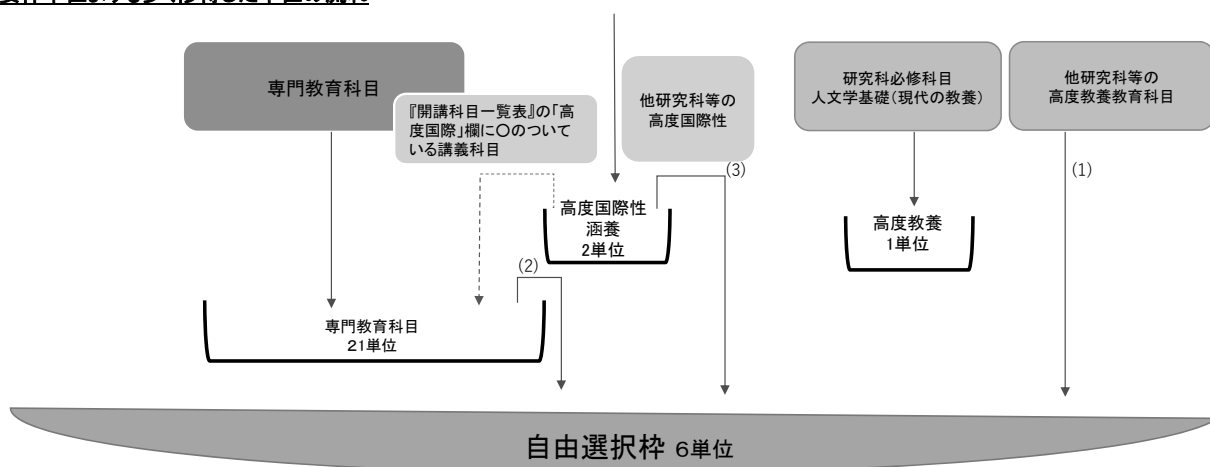 専門教育科目
『開講科目一覧表』の「高
度国際」欄に〇のついて
いる講義科目
他研究科等の
高度国際性
研究科必修科目
人文学基礎(現代の教養)
他研究科等の
高度教養教育科目
(3)
(1)
高度国際性
涵養
2単位
高度教養
1単位
(2)
専門教育科目
21単位
自由選択枠 6単位